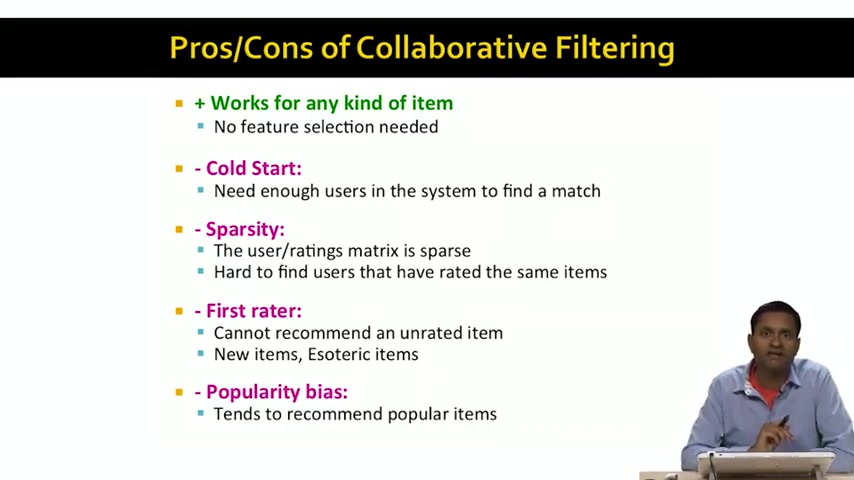 Pros/Cons of Collaborative Filtering
+ Works for any kind of item
No feature selection needed
- Cold Start:
Need enough users in the system to find a match
- Sparsity:
The user/ratings matrix is sparse
Hard to find users that have rated the same items
- First rater:
Cannot recommend an unrated item
New items, Esoteric items
- Popularity bias:
Tends to recommend popular items